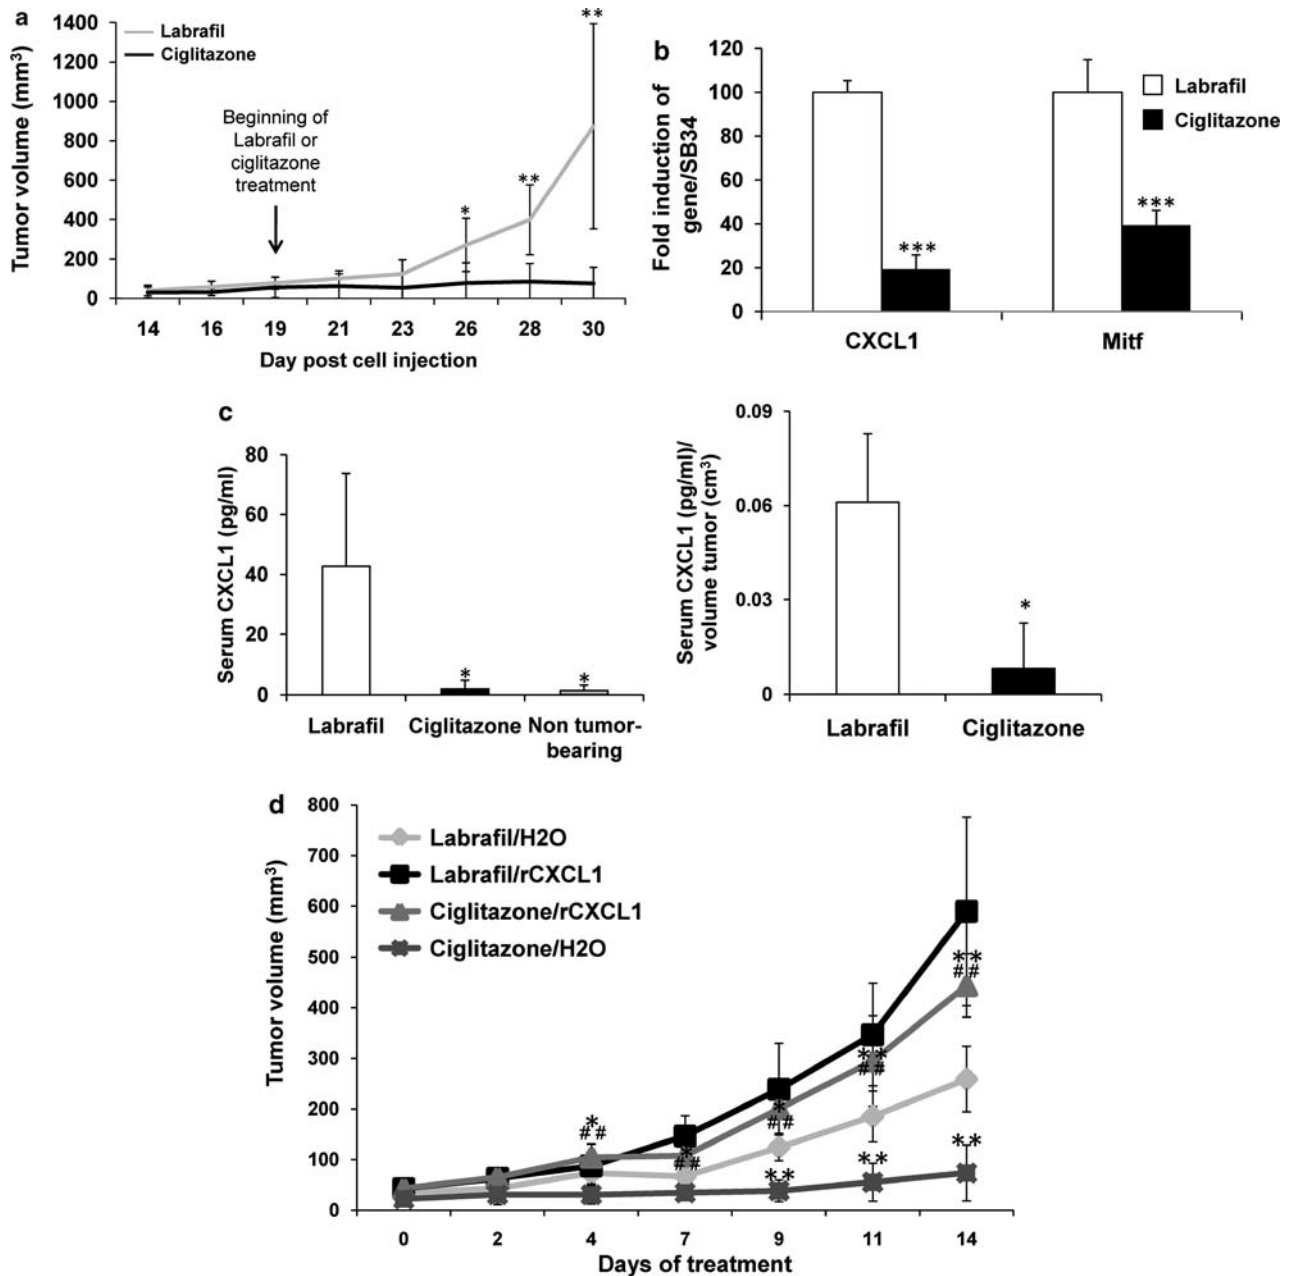 a
Tumor volume (mm³)
1400
1200
1000
800
600
400
200
0
Labrafil
Ciglitazone
Beginning of
Labrafil or
ciglitazone
treatment
*
**
**
14 16 19 21 23 26 28 30
Day post cell injection
b
Fold induction of
gene/SB34
120
100
80
60
40
20
0
Labrafil
Ciglitazone
***
***
CXCL1 Mitf
c
Serum CXCL1 (pg/ml)
80
60
40
20
0
*
*
Labrafil Ciglitazone Non tumor-
bearing
Serum CXCL1 (pg/ml)/
volume tumor (cm³)
0.09
0.06
0.03
0
*
Labrafil Ciglitazone
d
Tumor volume (mm³)
800
700
600
500
400
300
200
100
0
Labrafil/H2O
Labrafil/rCXCL1
Ciglitazone/rCXCL1
Ciglitazone/H2O
*
##
*
##
*
##
**
**
##
**
**
##
**
0 2 4 7 9 11 14
Days of treatment